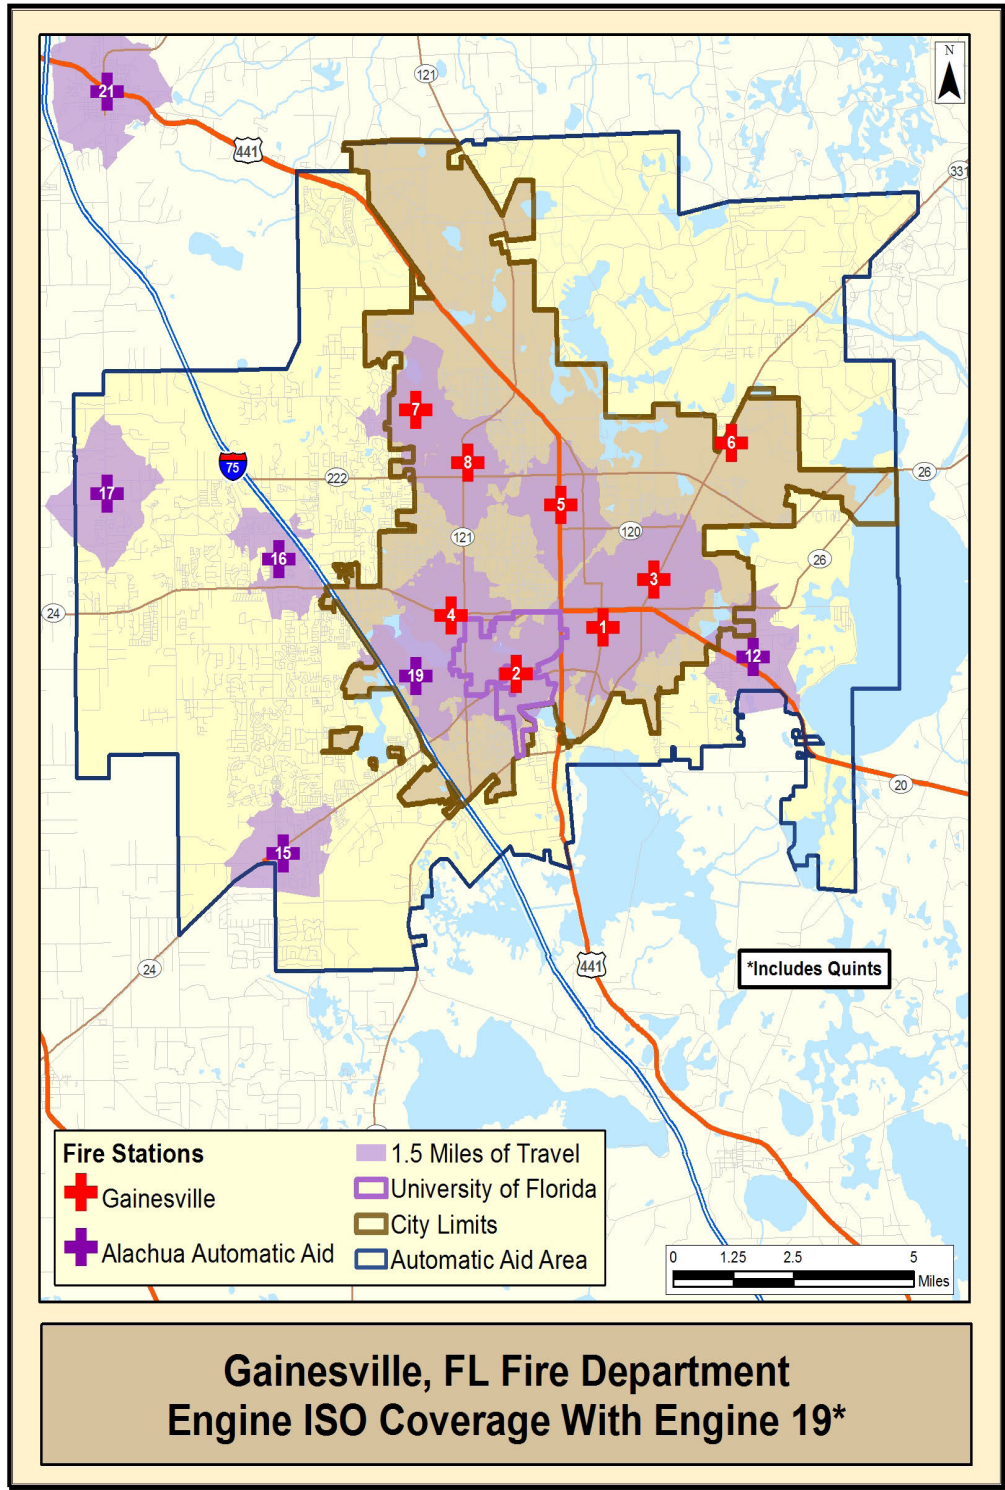 N
121
21
441
331
7
6
8
26
17
75
222
5
16
121
120
26
3
24
4
1
12
19
2
20
15
24
441
*Includes Quints
Fire Stations
Gainesville
Alachua Automatic Aid
1.5 Miles of Travel
University of Florida
City Limits
Automatic Aid Area
0 1.25 2.5 5
Miles
Gainesville, FL Fire Department
Engine ISO Coverage With Engine 19*